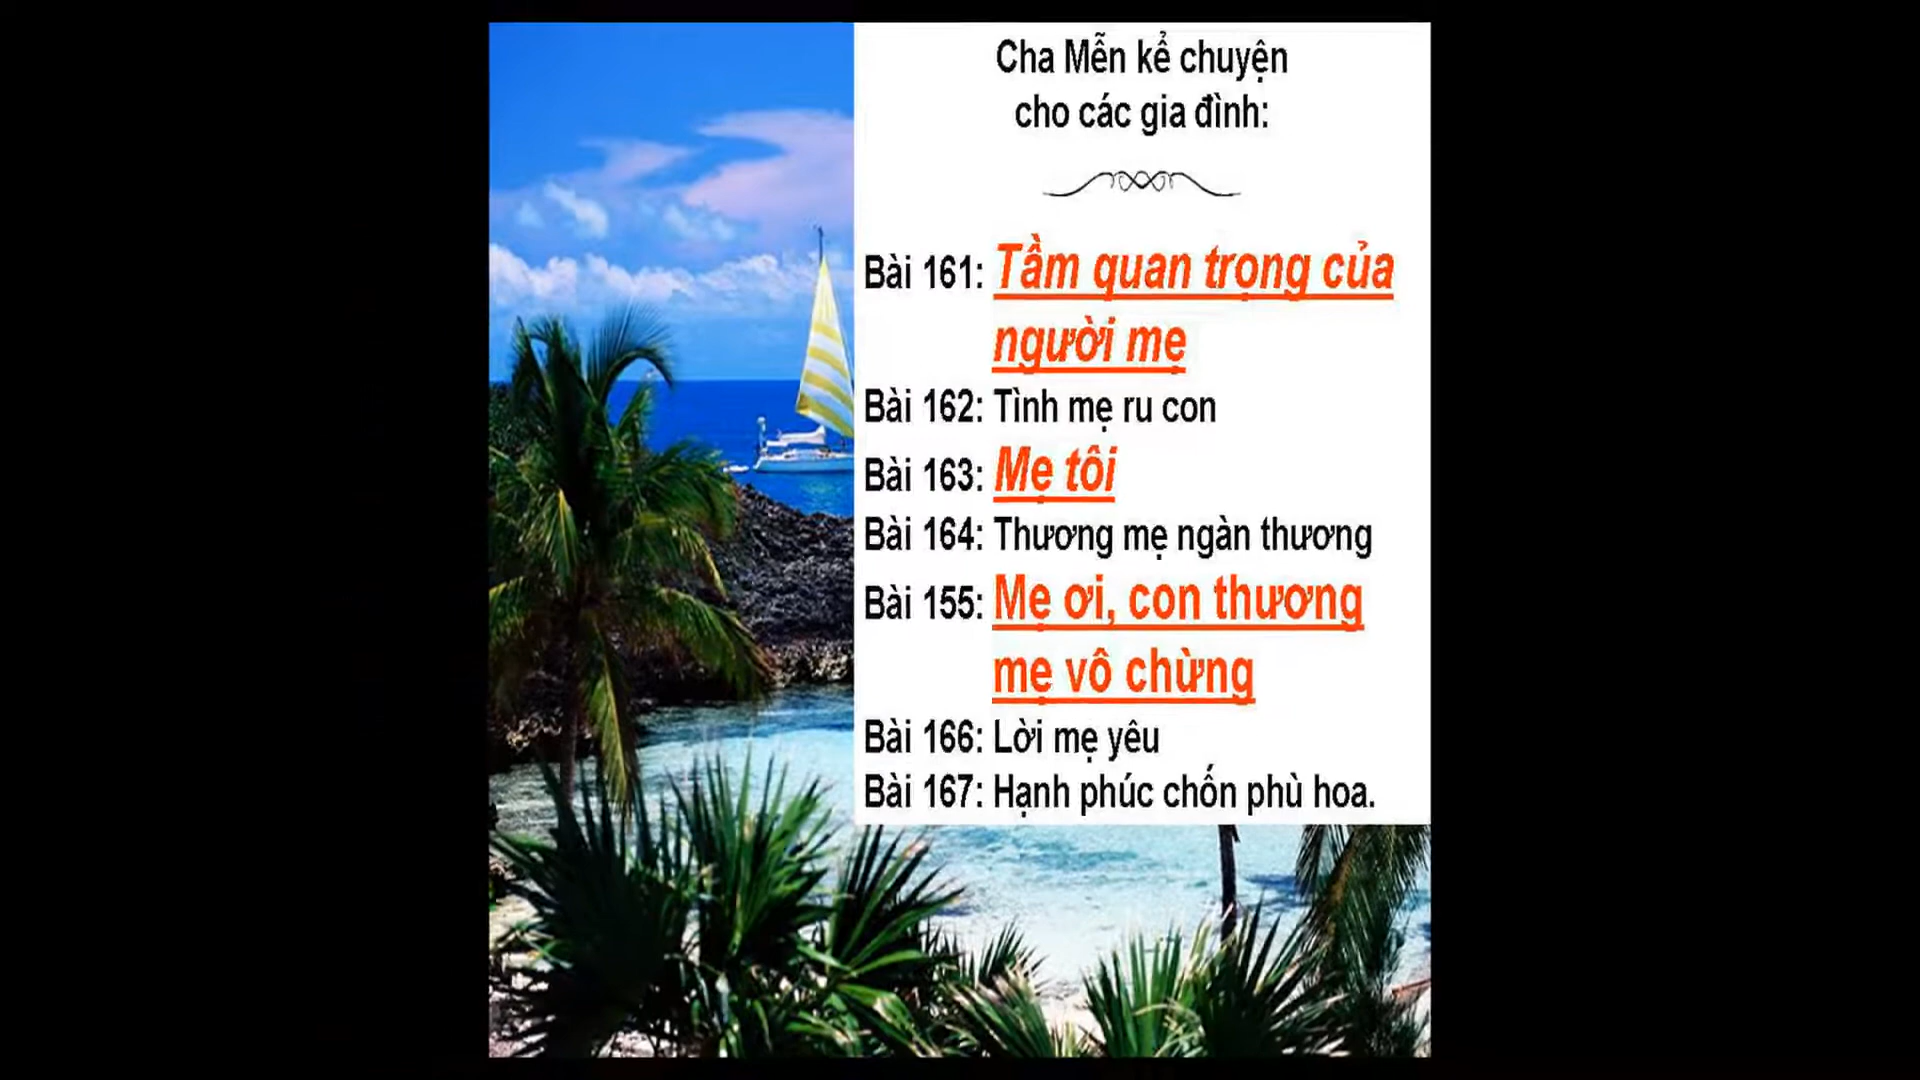 Cha Mễn kể chuyện
cho các gia đình:
Bài 161: Tầm quan trọng của
người mẹ
Bài 162: Tình mẹ ru con
Bài 163: Mẹ tôi
Bài 164: Thương mẹ ngàn thương
Bài 155: Mẹ ơi, con thương
mẹ vô chừng
Bài 166: Lời mẹ yêu
Bài 167: Hạnh phúc chốn phù hoa.